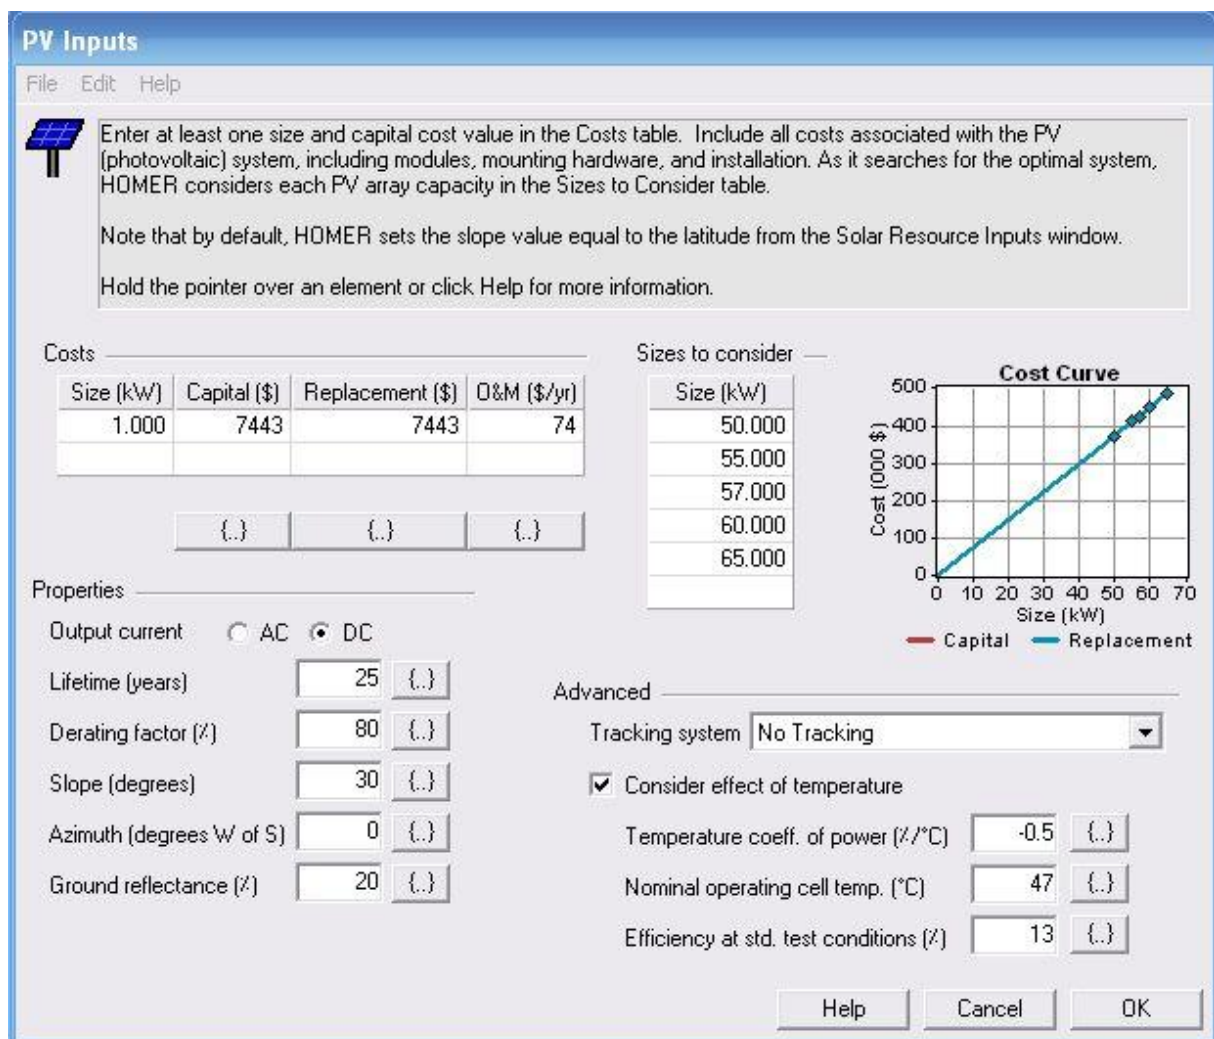 PV Inputs
File Edit Help
Enter at least one size and capital cost value in the Costs table. Include all costs associated with the PV
(photovoltaic) system, including modules, mounting hardware, and installation. As it searches for the optimal system,
HOMER considers each PV array capacity in the Sizes to Consider table.
Note that by default, HOMER sets the slope value equal to the latitude from the Solar Resource Inputs window.
Hold the pointer over an element or click Help for more information.
Costs
Size (kW) Capital ($) Replacement ($) O&M ($/yr)
1.000 7443 7443 74
{..} {..} {..}
Sizes to consider
Size (kW)
50.000
55.000
57.000
60.000
65.000
Cost Curve
Cost (000 $)
500
400
300
200
100
0
0 10 20 30 40 50 60 70
Size (kW)
Capital Replacement
Properties
Output current AC DC
Lifetime (years) 25 {..}
Derating factor (%) 80 {..}
Slope (degrees) 30 {..}
Azimuth (degrees W of S) 0 {..}
Ground reflectance (%) 20 {..}
Advanced
Tracking system No Tracking
Consider effect of temperature
Temperature coeff. of power (%/°C) -0.5 {..}
Nominal operating cell temp. (°C) 47 {..}
Efficiency at std. test conditions (%) 13 {..}
Help Cancel OK